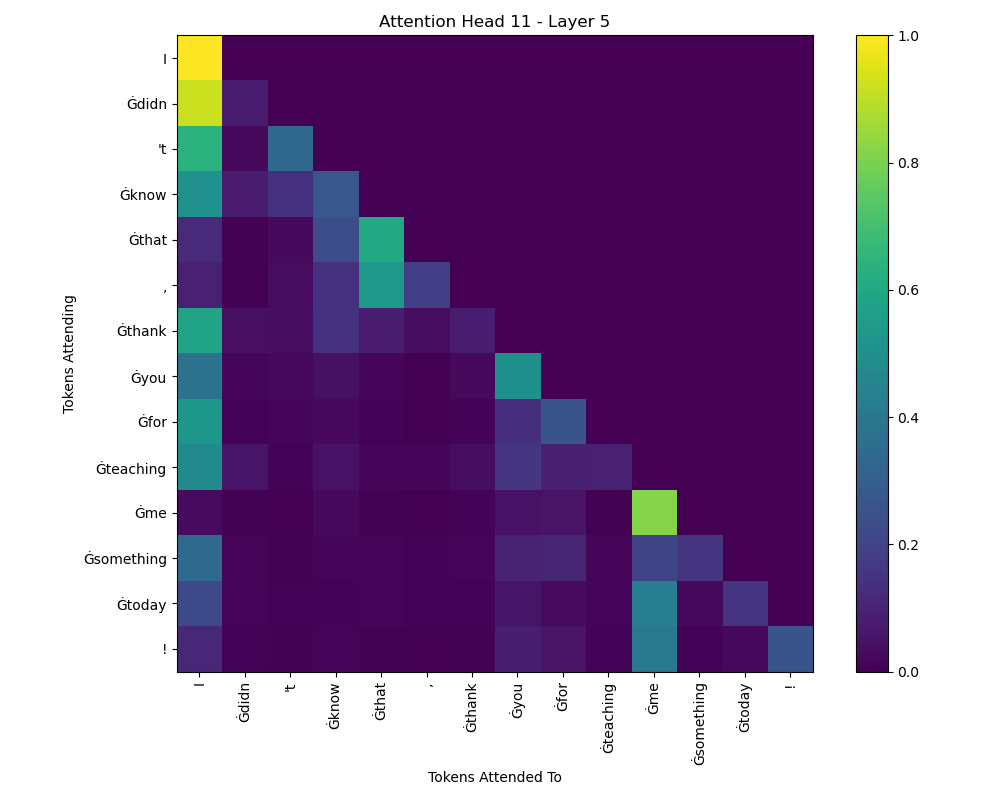 Attention Head 11 - Layer 5
Tokens Attending
I
Ġdidn
't
Ġknow
Ġthat
,
Ġthank
Ġyou
Ġfor
Ġteaching
Ġme
Ġsomething
Ġtoday
!
I
Ġdidn
't
Ġknow
Ġthat
,
Ġthank
Ġyou
Ġfor
Ġteaching
Ġme
Ġsomething
Ġtoday
!
Tokens Attended To
1.0
0.8
0.6
0.4
0.2
0.0